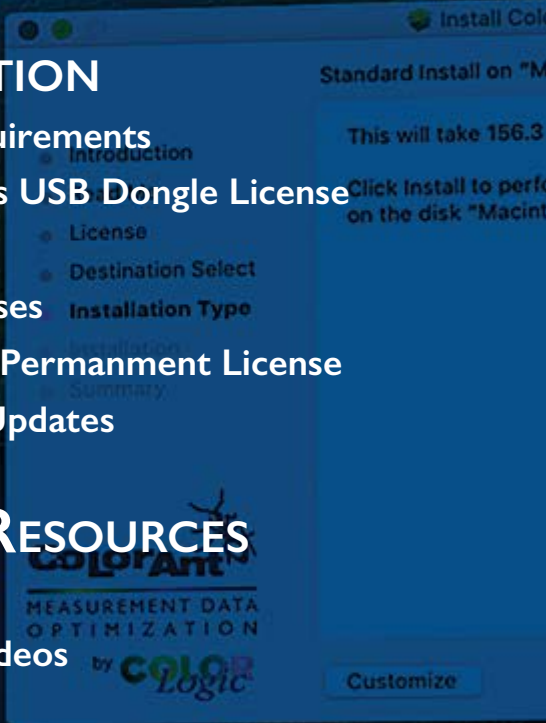 Install Col
TION
Standard Install on "M
uirements
Introduction
This will take 156.3
s USB Dongle License
Click Install to perfo
on the disk "Macint
License
Destination Select
ses
Installation Type
Installation
Permanment License
Summary
Updates
RESOURCES
ColorAnt
MEASUREMENT DATA
OPTIMIZATION
deos
by COLOR
Logic
Customize